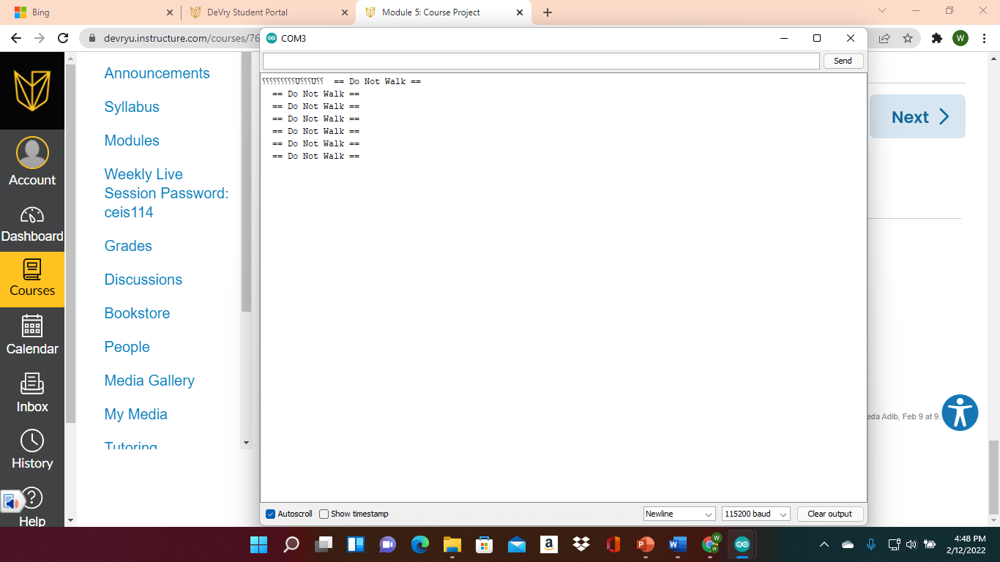 Bing
DeVry Student Portal
Module 5: Course Project
devryu.instructure.com/courses/76
W
COM3
Send
== Do Not Walk ==
== Do Not Walk ==
== Do Not Walk ==
== Do Not Walk ==
== Do Not Walk ==
== Do Not Walk ==
== Do Not Walk ==
Autoscroll
Show timestamp
Newline
115200 baud
Clear output
Account
Dashboard
Courses
Calendar
Inbox
History
Help
Announcements
Syllabus
Modules
Weekly Live
Session Password:
ceis114
Grades
Discussions
Bookstore
People
Media Gallery
My Media
Tutoring
Next
eda Adib, Feb 9 at 9:
4:48 PM
2/12/2022